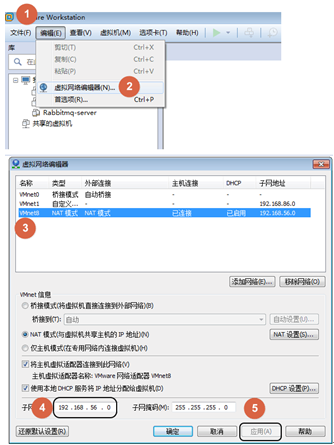 1
ware Workstation
文件(F) 编辑(E) 查看(V) 虚拟机(M) 选项卡(T) 帮助(H)
库
剪切(T) Ctrl+X
复制(C) Ctrl+C
粘贴(P) Ctrl+V
虚拟网络编辑器(N)...
2
首选项(R)... Ctrl+P
Rabbitmq-server
共享的虚拟机
虚拟网络编辑器
名称 类型 外部连接 主机连接 DHCP 子网地址
VMnet0 桥接模式 自动桥接 - - -
VMnet1 自定义... - - - 192.168.86.0
VMnet8 NAT 模式 NAT 模式 已连接 已启用 192.168.56.0
3
添加网络(E)... 移除网络(O)
VMnet 信息
桥接模式(将虚拟机直接连接到外部网络)(B)
桥接到(T): 自动 自动设置(U)...
NAT 模式(与虚拟机共享主机的 IP 地址)(N) NAT 设置(S)...
仅主机模式(在专用网络内连接虚拟机)(H)
将主机虚拟适配器连接到此网络(V)
主机虚拟适配器名称: VMware 网络适配器 VMnet8
使用本地 DHCP 服务将 IP 地址分配给虚拟机(D) DHCP 设置(P)...
4 5
子网 192 . 168 . 56 . 0 子网掩码(M): 255 . 255 . 255 . 0
还原默认设置(R) 确定 取消 应用(A) 帮助